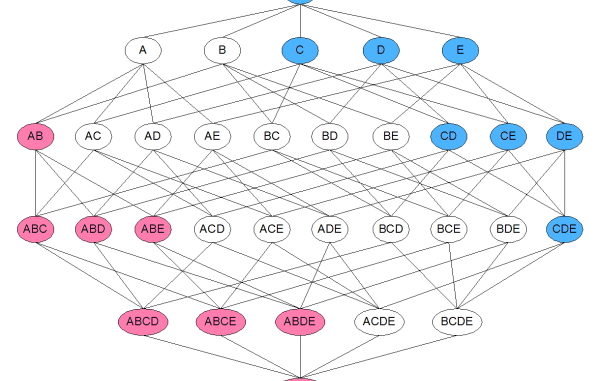 A B C D E
AB AC AD AE BC BD BE CD CE DE
ABC ABD ABE ACD ACE ADE BCD BCE BDE CDE
ABCD ABCE ABDE ACDE BCDE